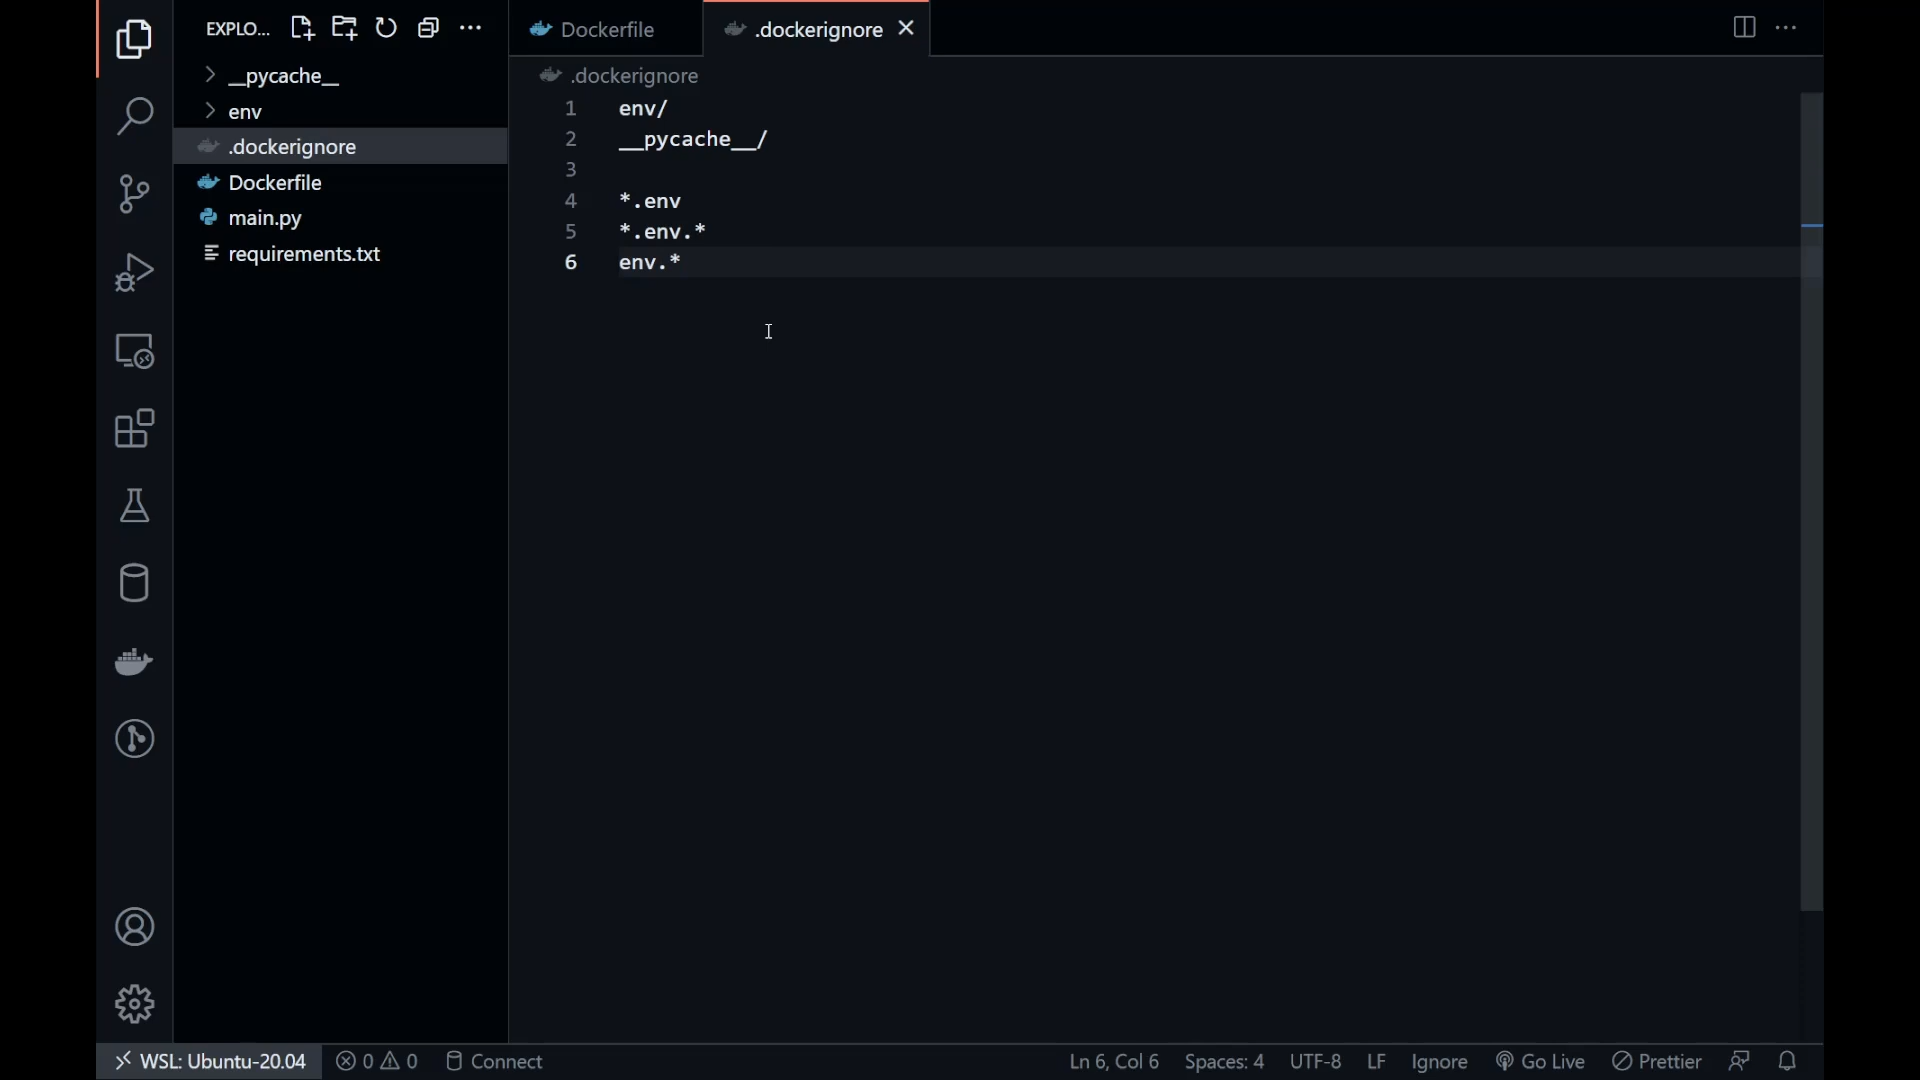 EXPLO...
__pycache__
env
.dockerignore
Dockerfile
main.py
requirements.txt
Dockerfile
.dockerignore
.dockerignore
1 env/
2 __pycache__/
3
4 *.env
5 *.env.*
6 env.*
WSL: Ubuntu-20.04 0 0 Connect Ln 6, Col 6 Spaces: 4 UTF-8 LF Ignore Go Live Prettier